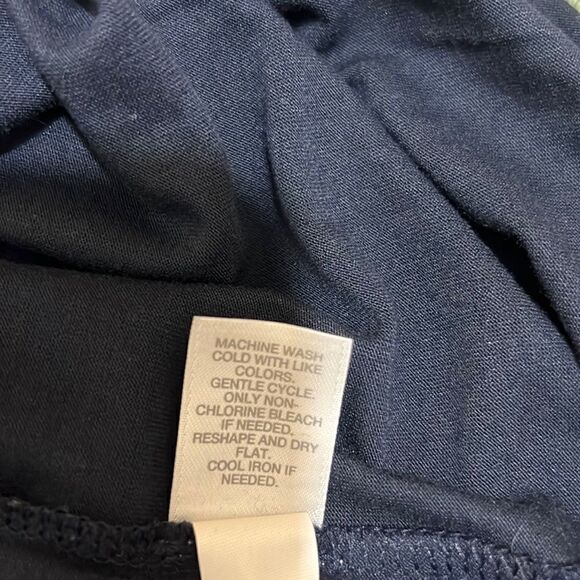 MACHINE WASH
COLD WITH LIKE
COLORS.
GENTLE CYCLE.
ONLY NON-
CHLORINE BLEACH
IF NEEDED.
RESHAPE AND DRY
FLAT.
COOL IRON IF
NEEDED.